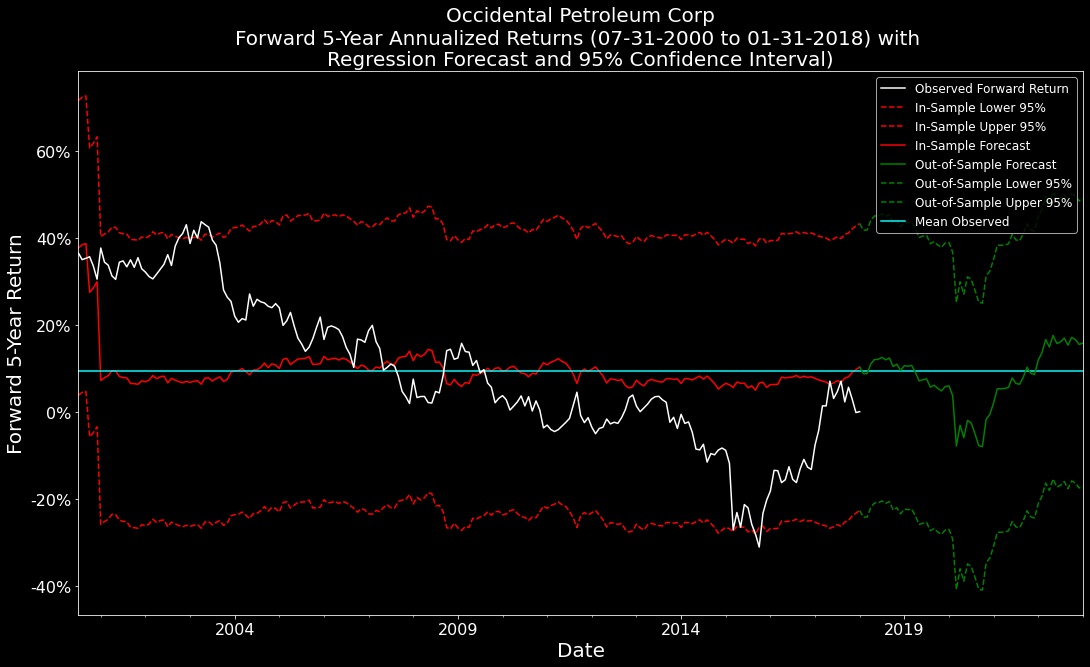 Occidental Petroleum Corp
Forward 5-Year Annualized Returns (07-31-2000 to 01-31-2018) with
Regression Forecast and 95% Confidence Interval)
Observed Forward Return
In-Sample Lower 95%
In-Sample Upper 95%
In-Sample Forecast
Out-of-Sample Forecast
Out-of-Sample Lower 95%
Out-of-Sample Upper 95%
Mean Observed
Forward 5-Year Return
60%
40%
20%
0%
-20%
-40%
2004
2009
2014
2019
Date